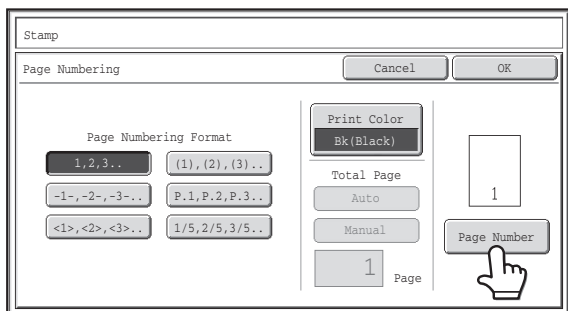 Stamp
Page Numbering
Cancel
OK
Page Numbering Format
1,2,3..
(1),(2),(3)..
-1-,-2-,-3-..
P.1,P.2,P.3..
<1>,<2>,<3>..
1/5,2/5,3/5..
Print Color
Bk(Black)
Total Page
Auto
Manual
1 Page
1
Page Number